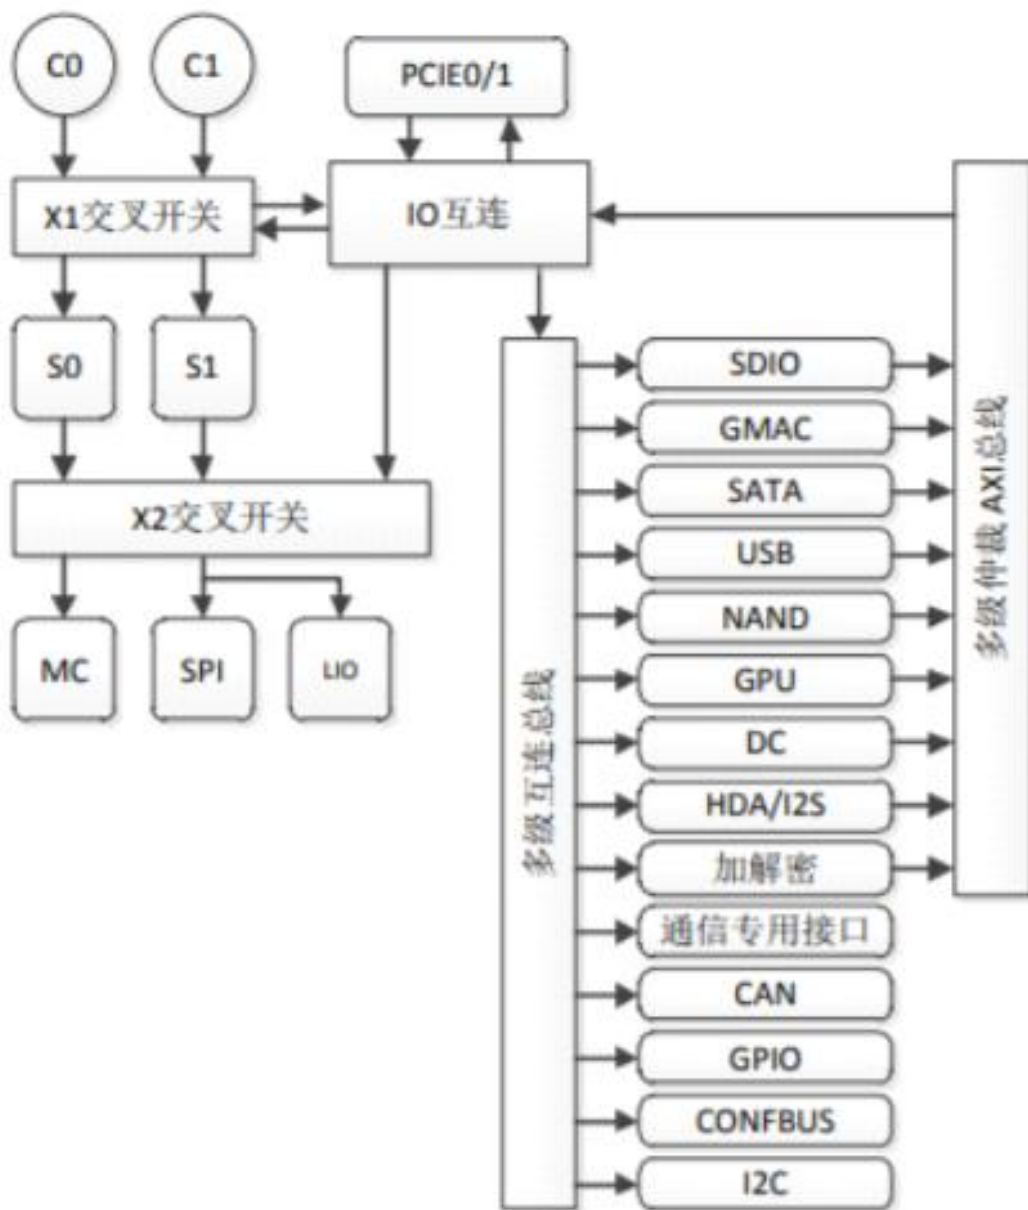 C0
C1
PCIE0/1
X1交叉开关
IO互连
S0
S1
X2交叉开关
MC
SPI
LIO
多级互连总线
SDIO
GMAC
SATA
USB
NAND
GPU
DC
HDA/I2S
加解密
通信专用接口
CAN
GPIO
CONFBUS
I2C
多级仲裁AXI总线